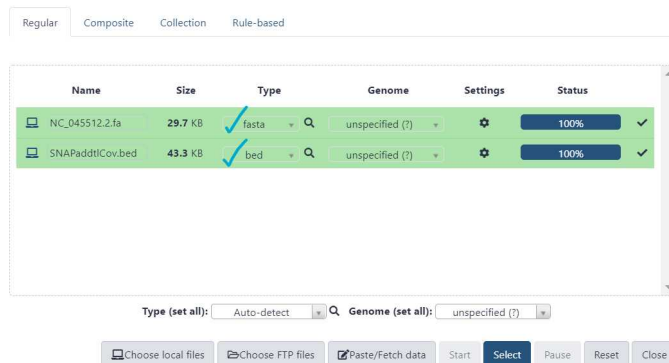 Regular Composite Collection Rule-based
Name Size Type Genome Settings Status
NC_045512.2.fa 29.7 KB fasta unspecified (?) 100%
SNAPaddtlCov.bed 43.3 KB bed unspecified (?) 100%
Type (set all): Auto-detect Genome (set all): unspecified (?)
Choose local files Choose FTP files Paste/Fetch data Start Select Pause Reset Close